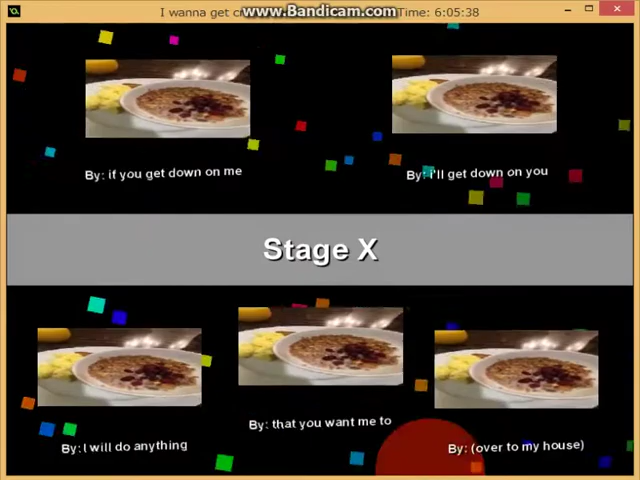 I wanna get cr
www.Bandicam.com
Time: 6:05:38
By: if you get down on me
By: i'll get down on you
Stage X
By: I will do anything
By: that you want me to
By: (over to my house)